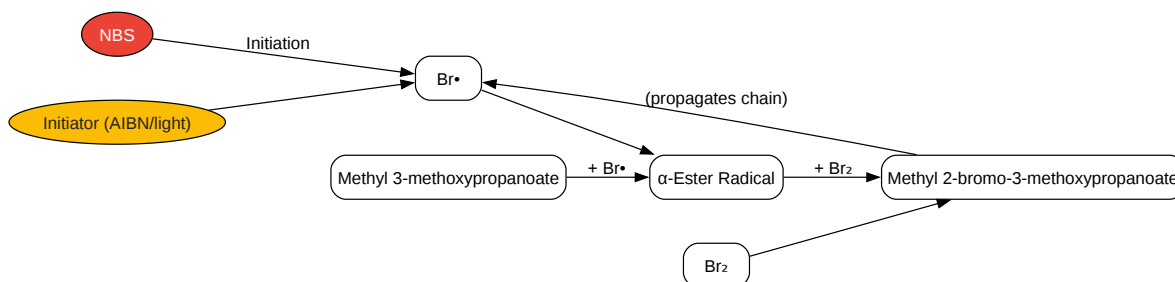 NBS
Initiation
Br•
Initiator (AIBN/light)
(propagates chain)
Methyl 3-methoxypropanoate
+ Br•
α-Ester Radical
+ Br₂
Methyl 2-bromo-3-methoxypropanoate
Br₂